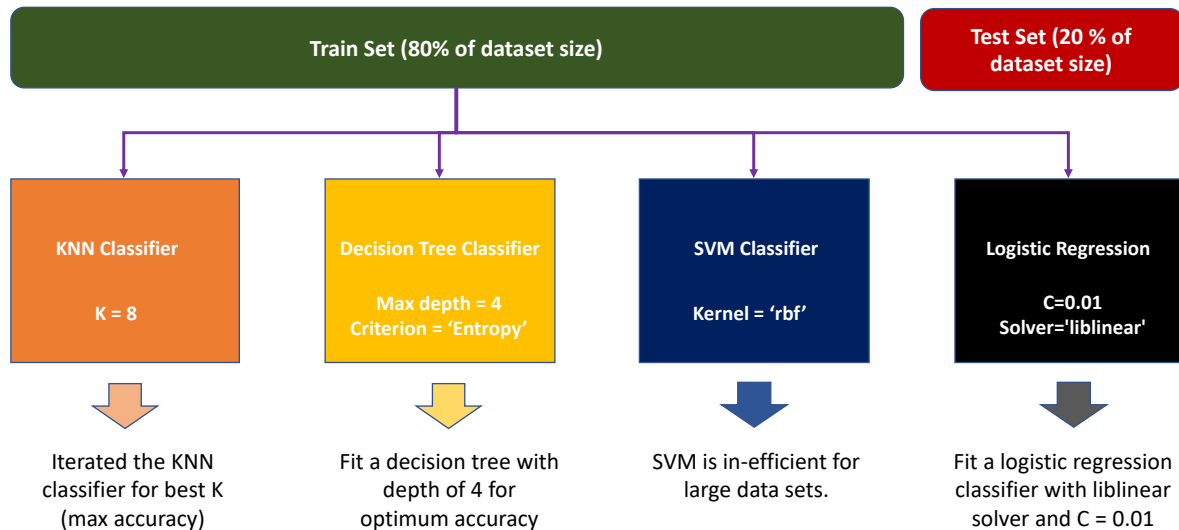 Train Set (80% of dataset size)
Test Set (20 % of
dataset size)
KNN Classifier
K = 8
Decision Tree Classifier
Max depth = 4
Criterion = ‘Entropy’
SVM Classifier
Kernel = ‘rbf’
Logistic Regression
C=0.01
Solver='liblinear'
Iterated the KNN
classifier for best K
(max accuracy)
Fit a decision tree with
depth of 4 for
optimum accuracy
SVM is in-efficient for
large data sets.
Fit a logistic regression
classifier with liblinear
solver and C = 0.01